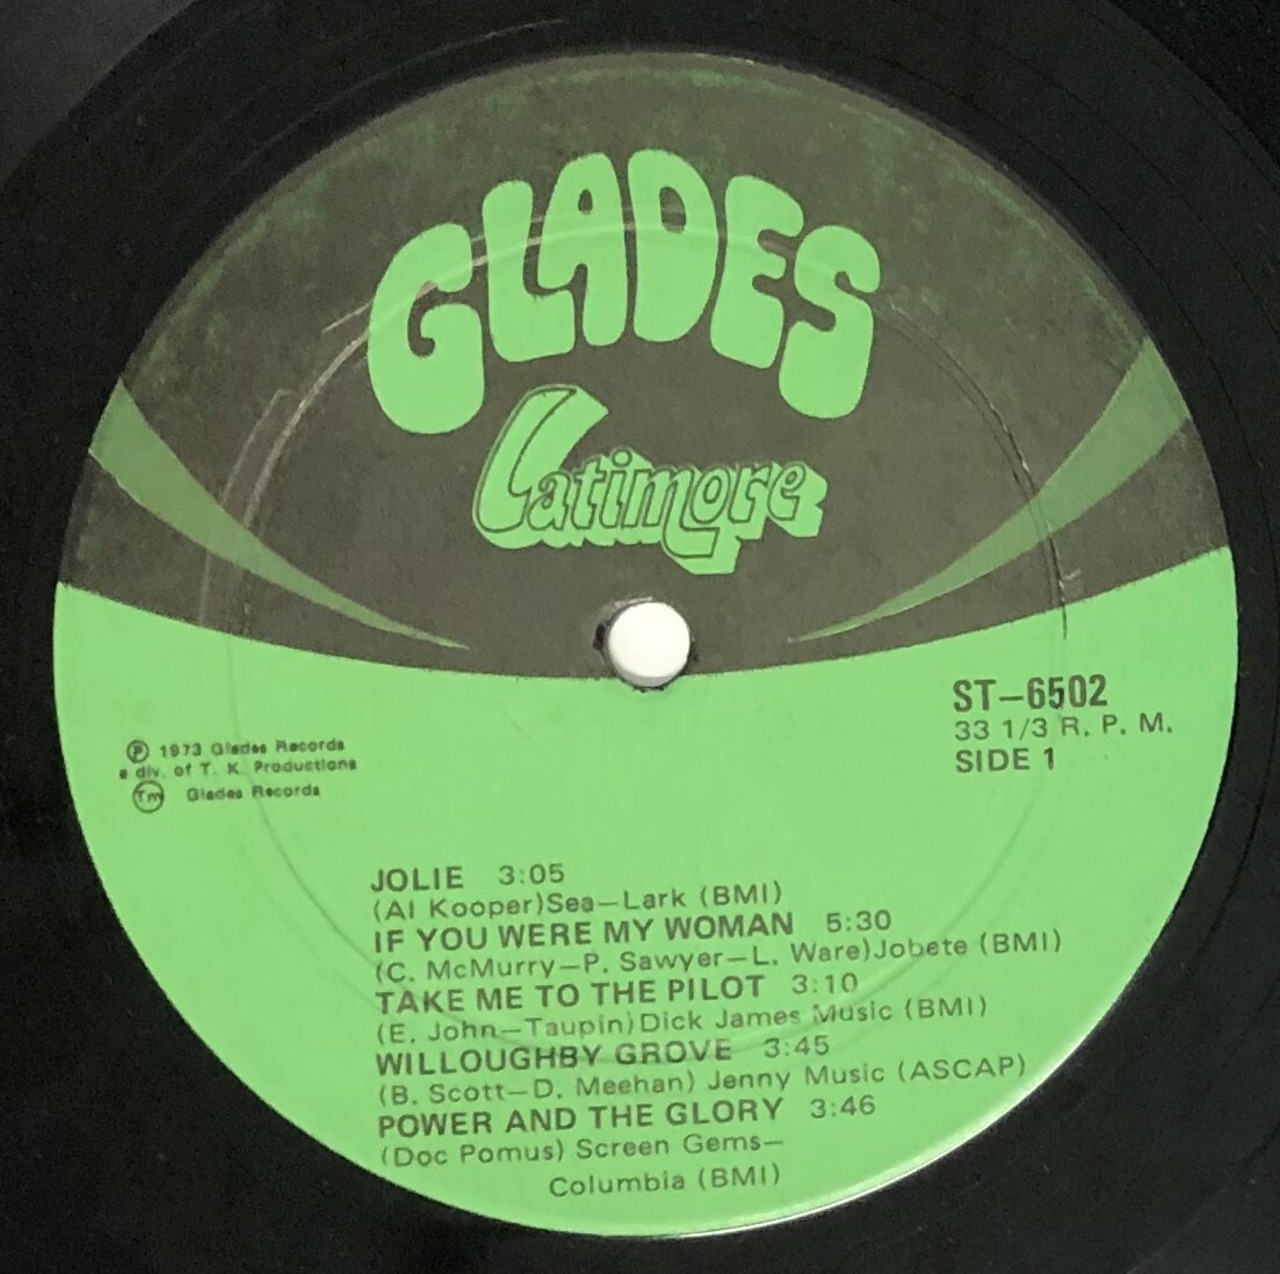 GLADES
Latimore
ST-6502
33 1/3 R. P. M.
SIDE 1
Ⓟ 1973 Glades Records
a div. of T. K. Productions
Tm Glades Records
JOLIE 3:05
(Al Kooper)Sea-Lark (BMI)
IF YOU WERE MY WOMAN 5:30
(C. McMurry-P. Sawyer-L. Ware)Jobete (BMI)
TAKE ME TO THE PILOT 3:10
(E. John-Taupin)Dick James Music (BMI)
WILLOUGHBY GROVE 3:45
(B. Scott-D. Meehan) Jenny Music (ASCAP)
POWER AND THE GLORY 3:46
(Doc Pomus) Screen Gems-
Columbia (BMI)